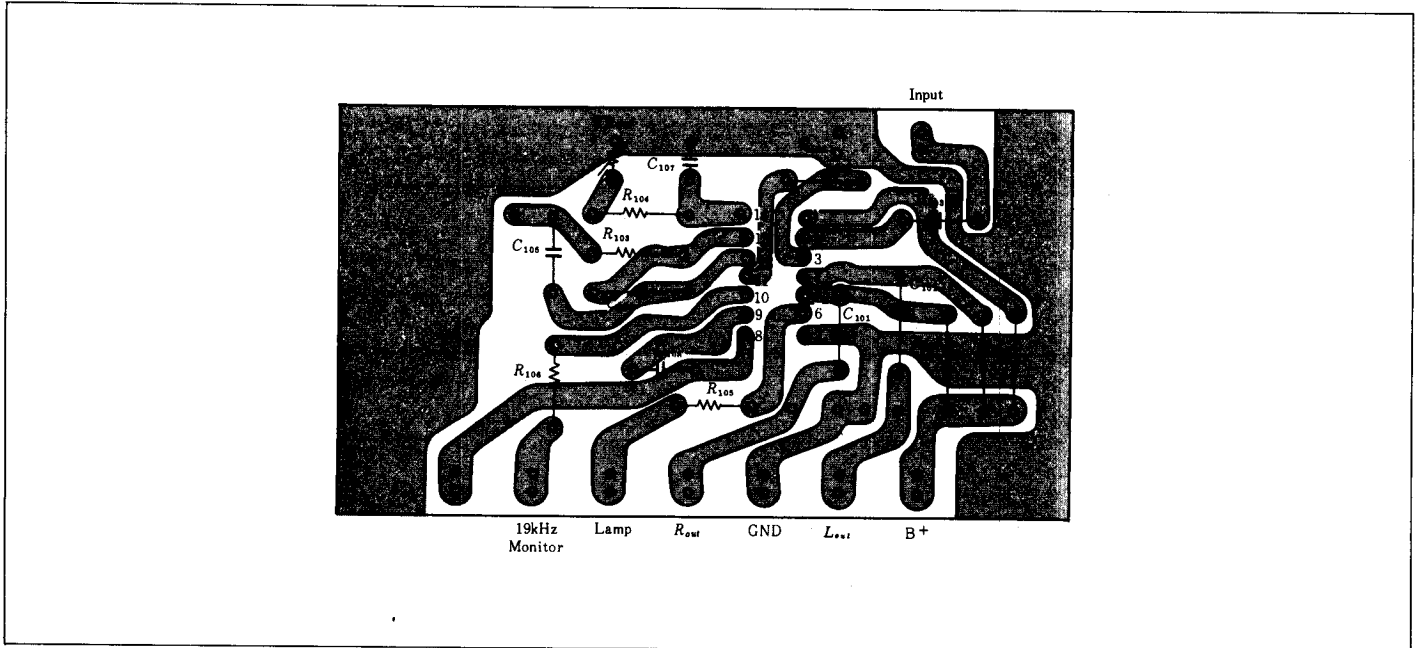 Input
C107
R104
R103
C105
3
10
9
6
C101
8
R106
R105
19kHz
Monitor
Lamp
Rout
GND
Lout
B+